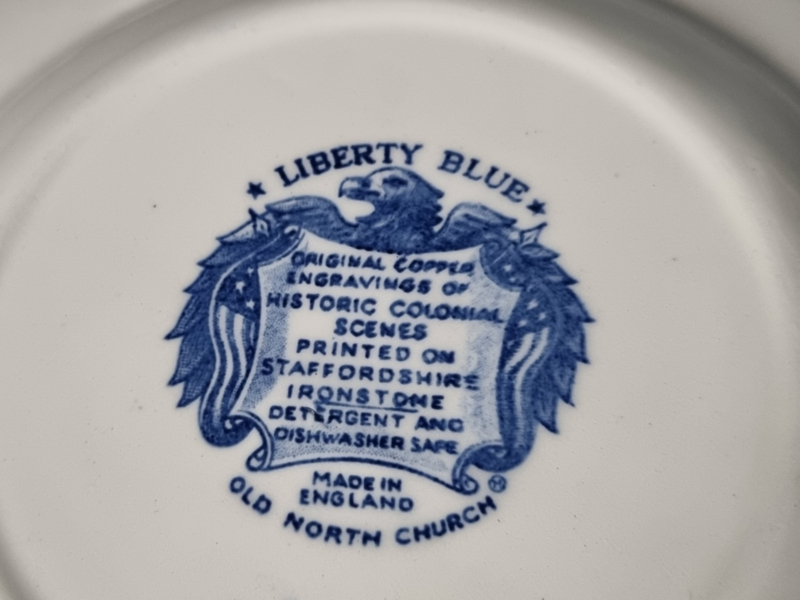 ★ LIBERTY BLUE ★
ORIGINAL COPPER
ENGRAVINGS OF
HISTORIC COLONIAL
SCENES
PRINTED ON
STAFFORDSHIRE
IRONSTONE
DETERGENT AND
DISHWASHER SAFE
MADE IN
ENGLAND
OLD NORTH CHURCH